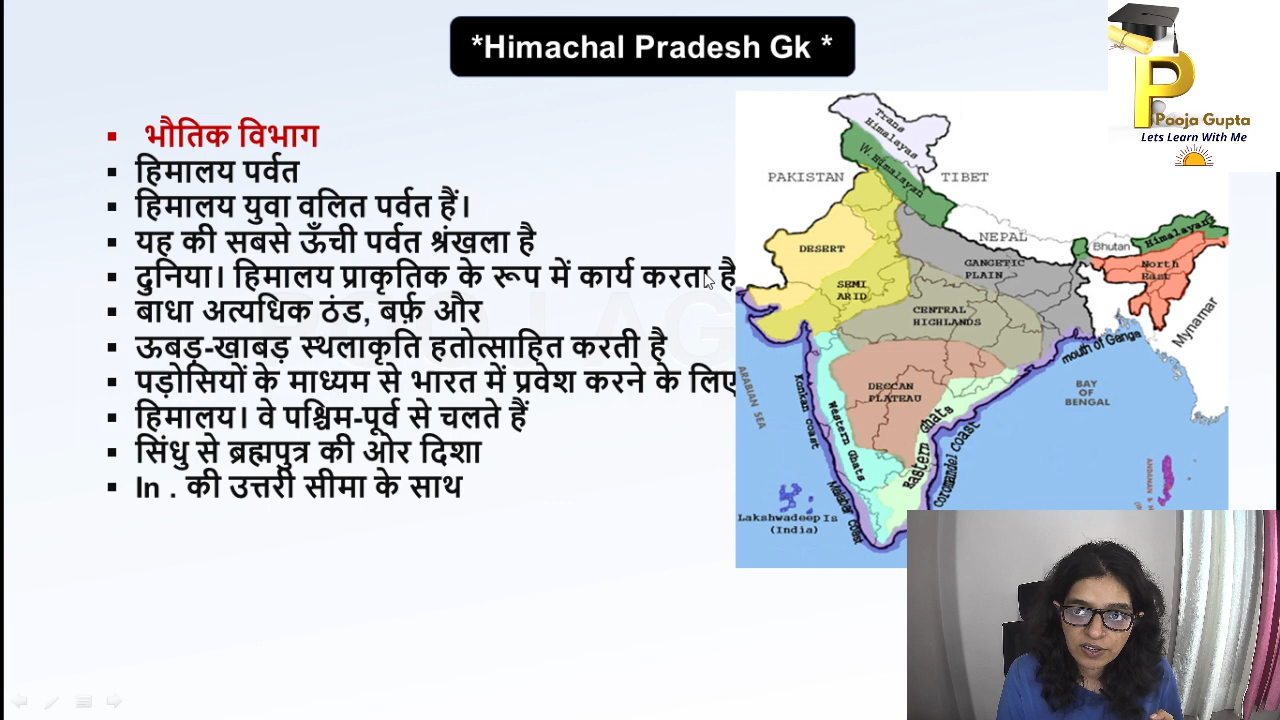 *Himachal Pradesh Gk *
Pooja Gupta
Lets Learn With Me
भौतिक विभाग
हिमालय पर्वत
हिमालय युवा वलित पर्वत हैं।
यह की सबसे ऊँची पर्वत श्रंखला है
दुनिया। हिमालय प्राकृतिक के रूप में कार्य करता है
बाधा अत्यधिक ठंड, बर्फ़ और
ऊबड़-खाबड़ स्थलाकृति हतोत्साहित करती है
पड़ोसियों के माध्यम से भारत में प्रवेश करने के लिए
हिमालय। वे पश्चिम-पूर्व से चलते हैं
सिंधु से ब्रह्मपुत्र की ओर दिशा
In . की उत्तरी सीमा के साथ
Trans
Himalayas
W. Himalayan
PAKISTAN
TIBET
NEPAL
Bhutan
Himalayan
DESERT
GANGETIC
PLAIN
North
East
SEMI
ARID
CENTRAL
HIGHLANDS
Mynamar
mouth of Ganga
ARABIAN SEA
Konkan coast
Western Ghats
DECCAN
PLATEAU
Eastern Ghats
Coromandel Coast
BAY
OF
BENGAL
Malabar coast
Lakshwadeep Is
(India)